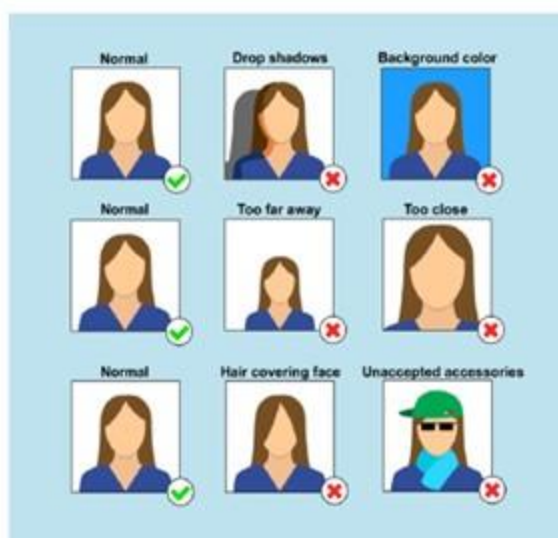 Normal
Drop shadows
Background color
Normal
Too far away
Too close
Normal
Hair covering face
Unaccepted accessories